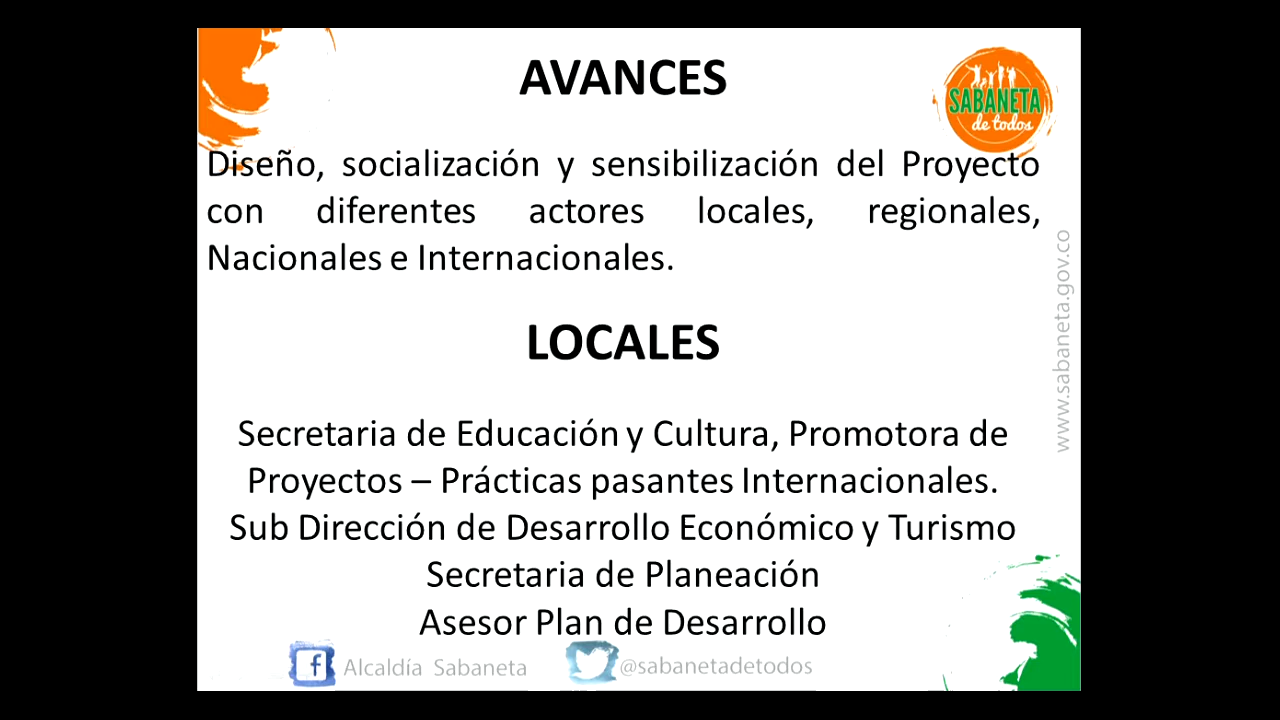 AVANCES
SABANETA
de todos
Diseño, socialización y sensibilización del Proyecto
con diferentes actores locales, regionales,
Nacionales e Internacionales.
www.sabaneta.gov.co
LOCALES
Secretaria de Educación y Cultura, Promotora de
Proyectos – Prácticas pasantes Internacionales.
Sub Dirección de Desarrollo Económico y Turismo
Secretaria de Planeación
Asesor Plan de Desarrollo
f Alcaldía Sabaneta @sabanetadetodos